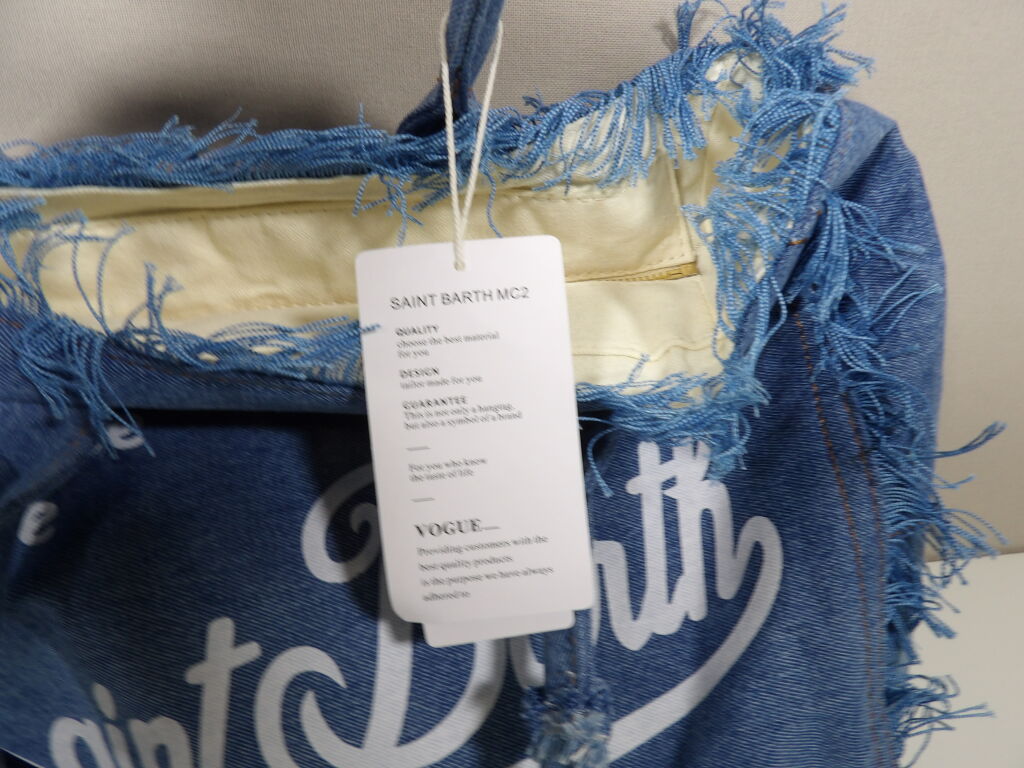 SAINT BARTH MC2
QUALITY
choose the best material
for you
DESIGN
tailor made for you
GUARANTEE
This is not only a hanging,
but also a symbol of a brand
For you who know
the taste of life
VOGUE
Providing customers with the
best quality products
is the purpose we have always
adhered to
aint Barth